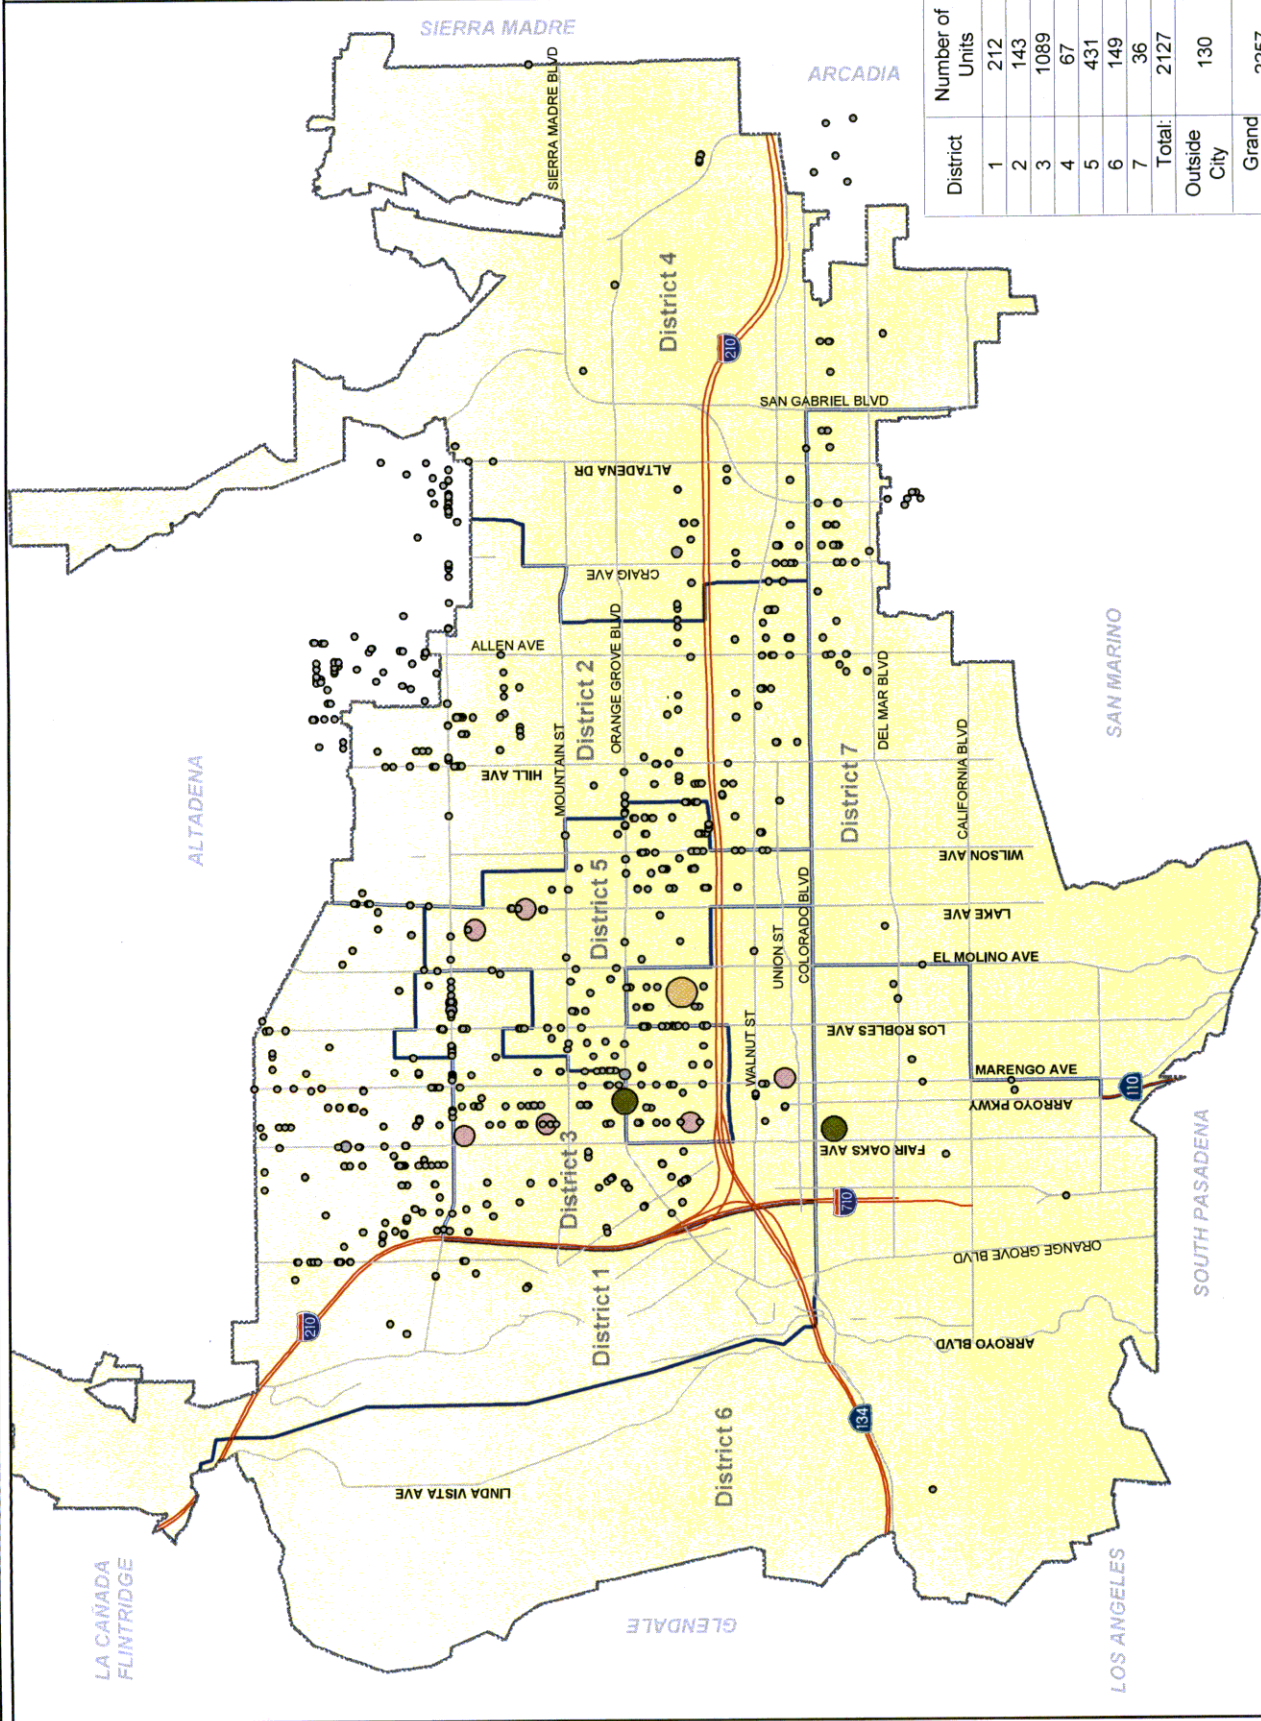 LA CAÑADA
FLINTRIDGE
ALTADENA
SIERRA MADRE
ARCADIA
SAN MARINO
SOUTH PASADENA
LOS ANGELES
GLENDALE
District 1
District 2
District 3
District 4
District 5
District 6
District 7
LINDA VISTA AVE
ARROYO BLVD
ORANGE GROVE BLVD
FAIR OAKS AVE
ARROYO PKWY
MARENGO AVE
LOS ROBLES AVE
EL MOLINO AVE
LAKE AVE
WILSON AVE
HILL AVE
ALLEN AVE
CRAIG AVE
ALTADENA DR
SAN GABRIEL BLVD
SIERRA MADRE BLVD
SIERRA MADRE BLVD
MOUNTAIN ST
ORANGE GROVE BLVD
WALNUT ST
UNION ST
COLORADO BLVD
DEL MAR BLVD
CALIFORNIA BLVD
210
210
710
134
110
District Number of
Units
1 212
2 143
3 1089
4 67
5 431
6 149
7 36
Total: 2127
Outside
City 130
Grand